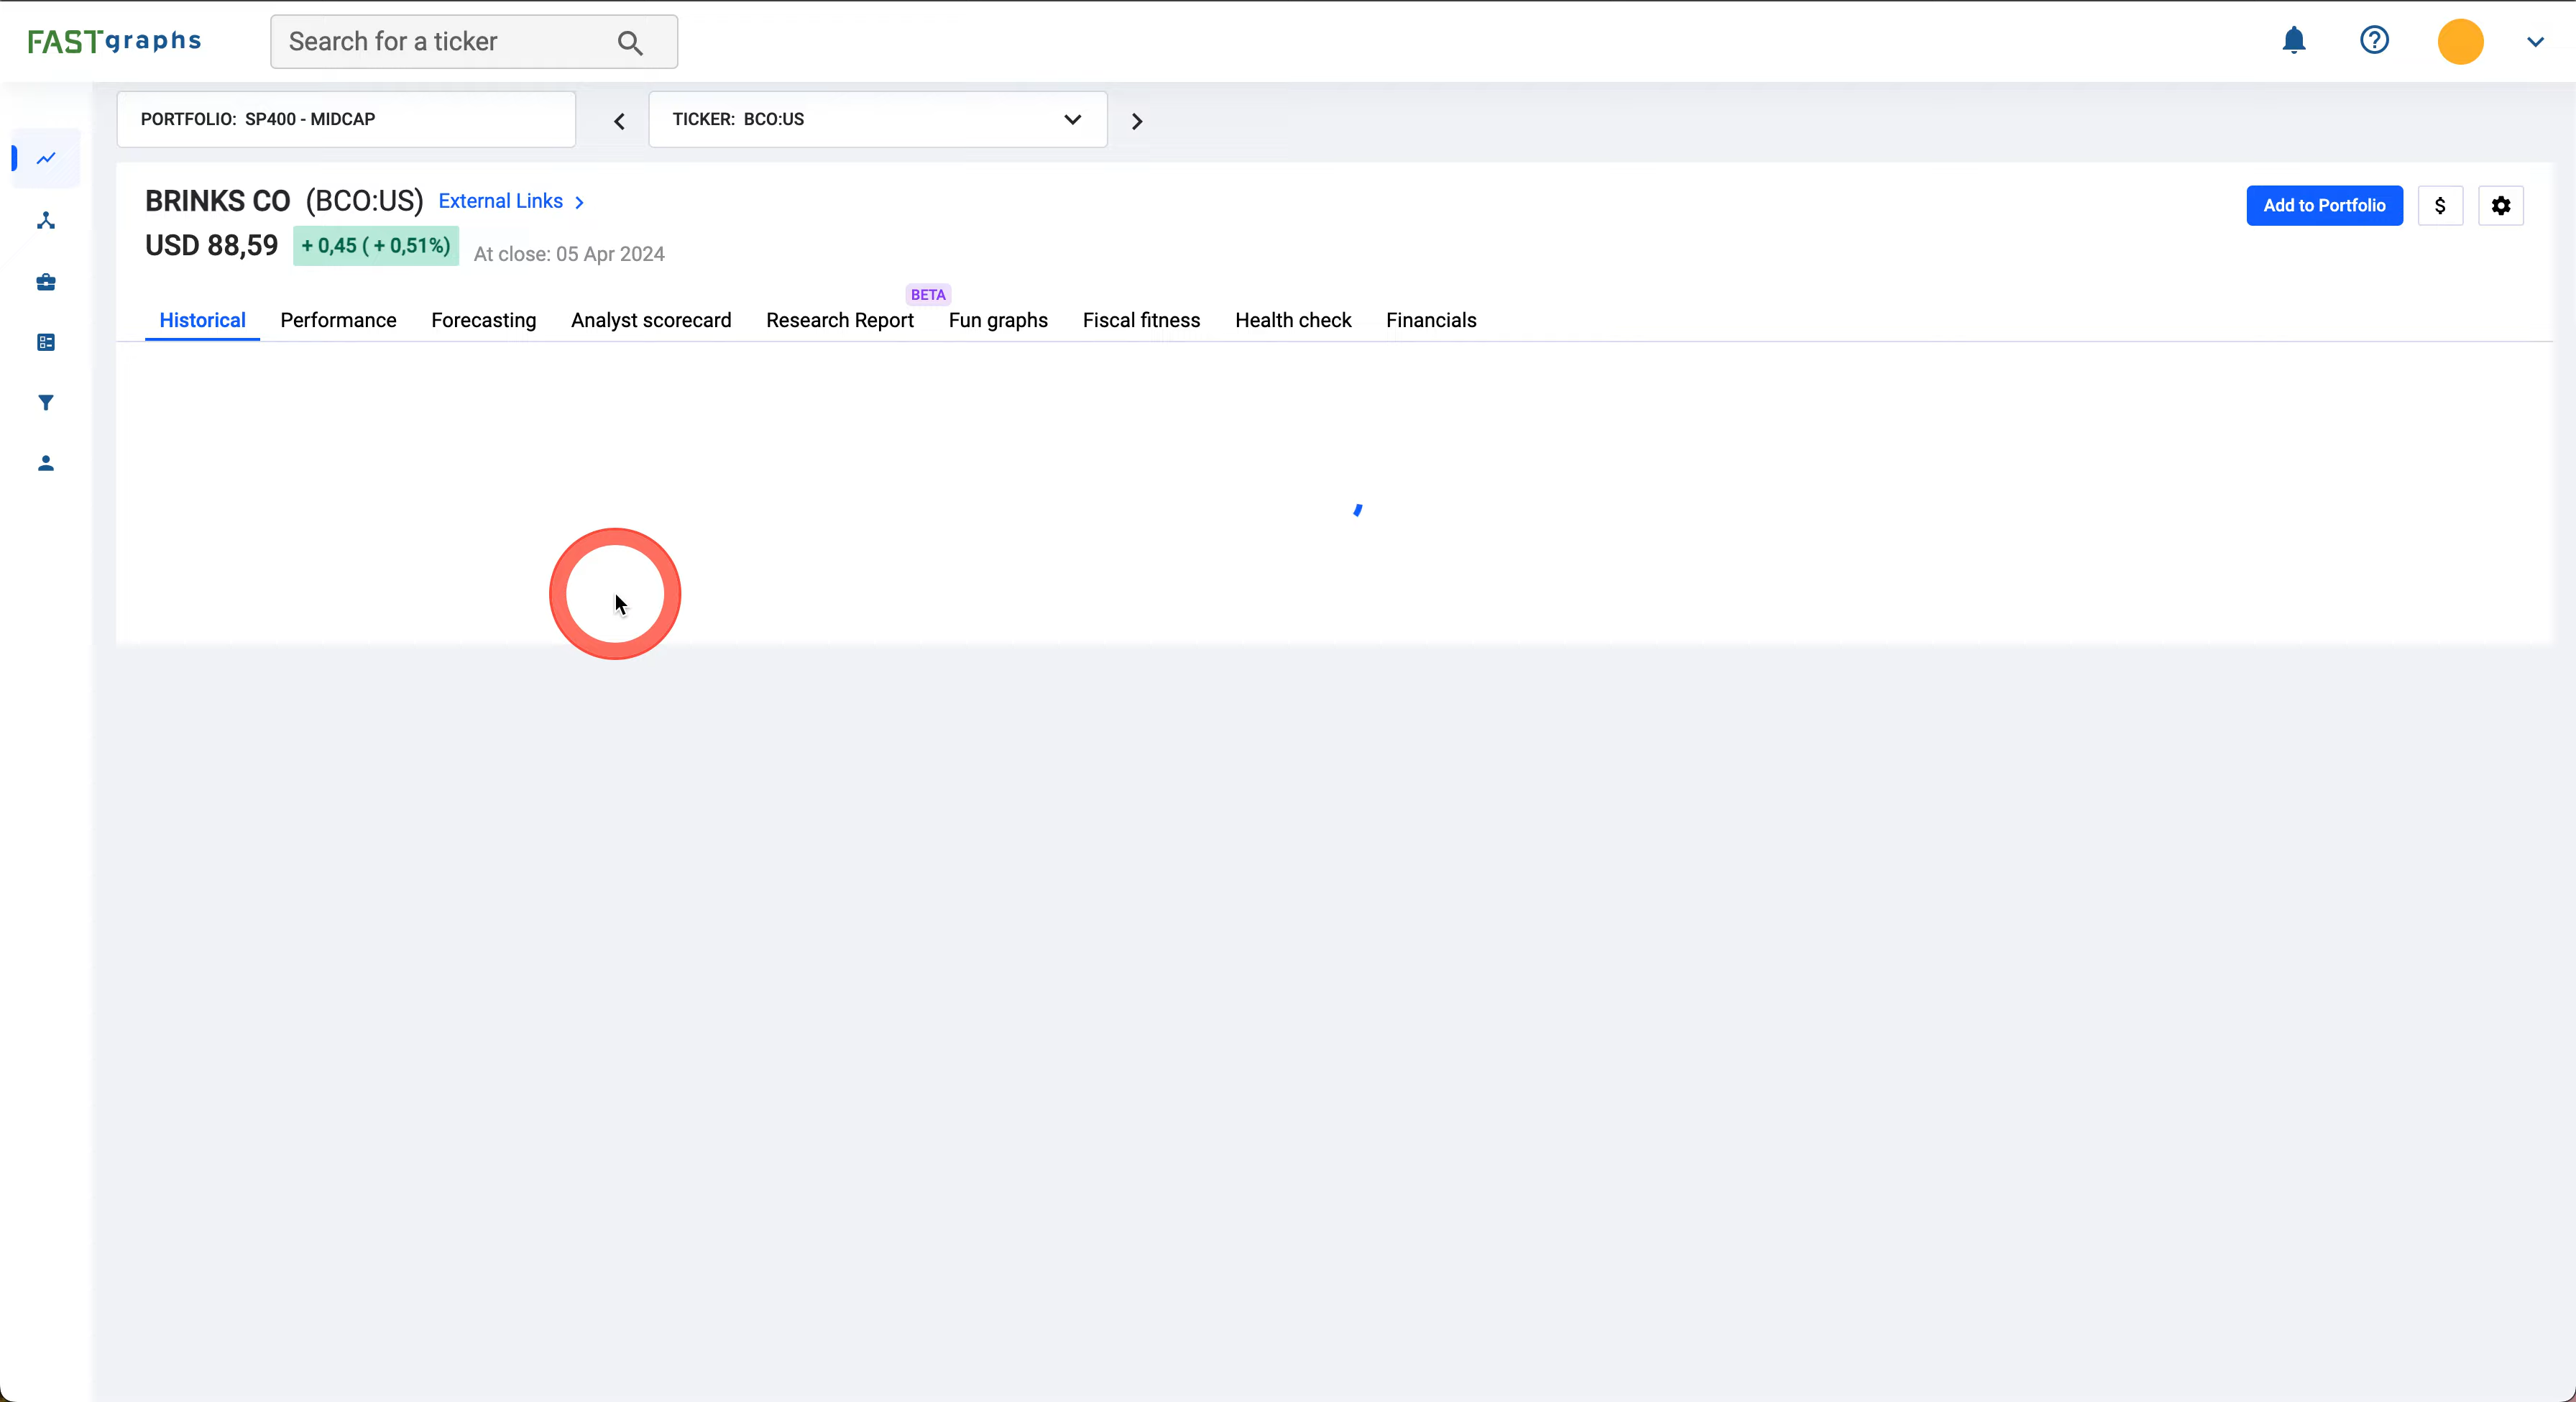 FASTgraphs
Search for a ticker
PORTFOLIO: SP400 - MIDCAP
TICKER: BCO:US
BRINKS CO (BCO:US) External Links
Add to Portfolio
$
USD 88,59 + 0,45 ( + 0,51%) At close: 05 Apr 2024
BETA
Historical Performance Forecasting Analyst scorecard Research Report Fun graphs Fiscal fitness Health check Financials